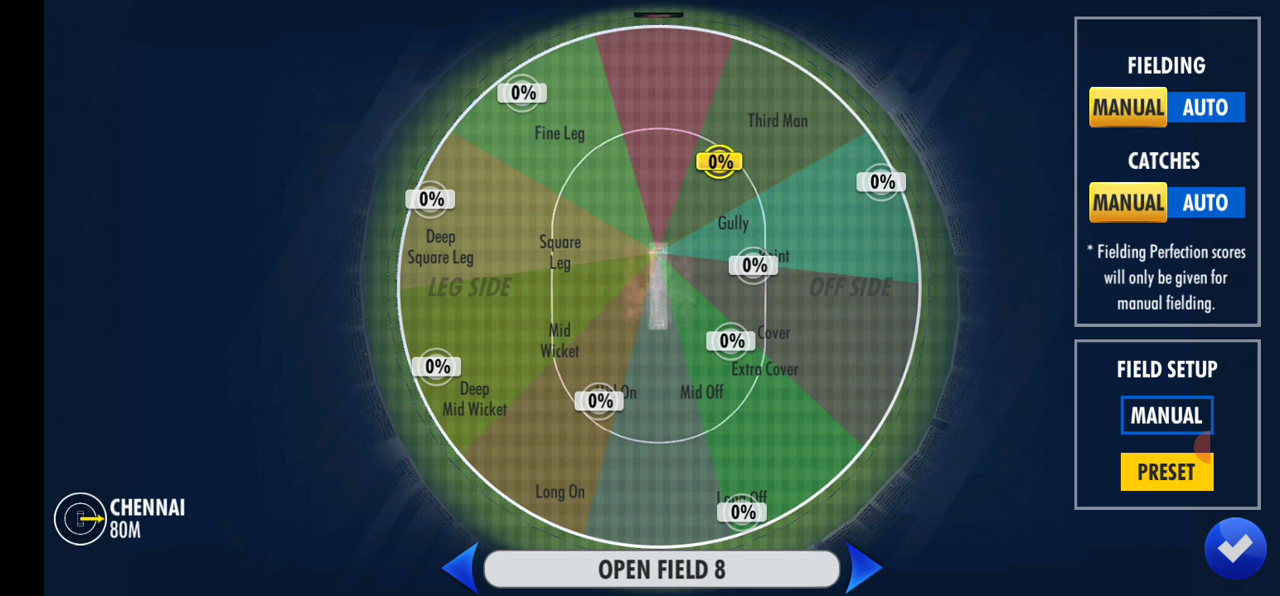 FIELDING
MANUAL AUTO
CATCHES
MANUAL AUTO
* Fielding Perfection scores
will only be given for
manual fielding.
FIELD SETUP
MANUAL
PRESET
0%
Fine Leg
Third Man
0%
0%
0%
Deep
Square Leg
Square
Leg
Gully
0%
LEG SIDE
OFF SIDE
Mid
Wicket
Cover
0%
Extra Cover
0%
Deep
Mid Wicket
0%
On
Mid Off
Long On
Long Off
0%
CHENNAI
80M
OPEN FIELD 8